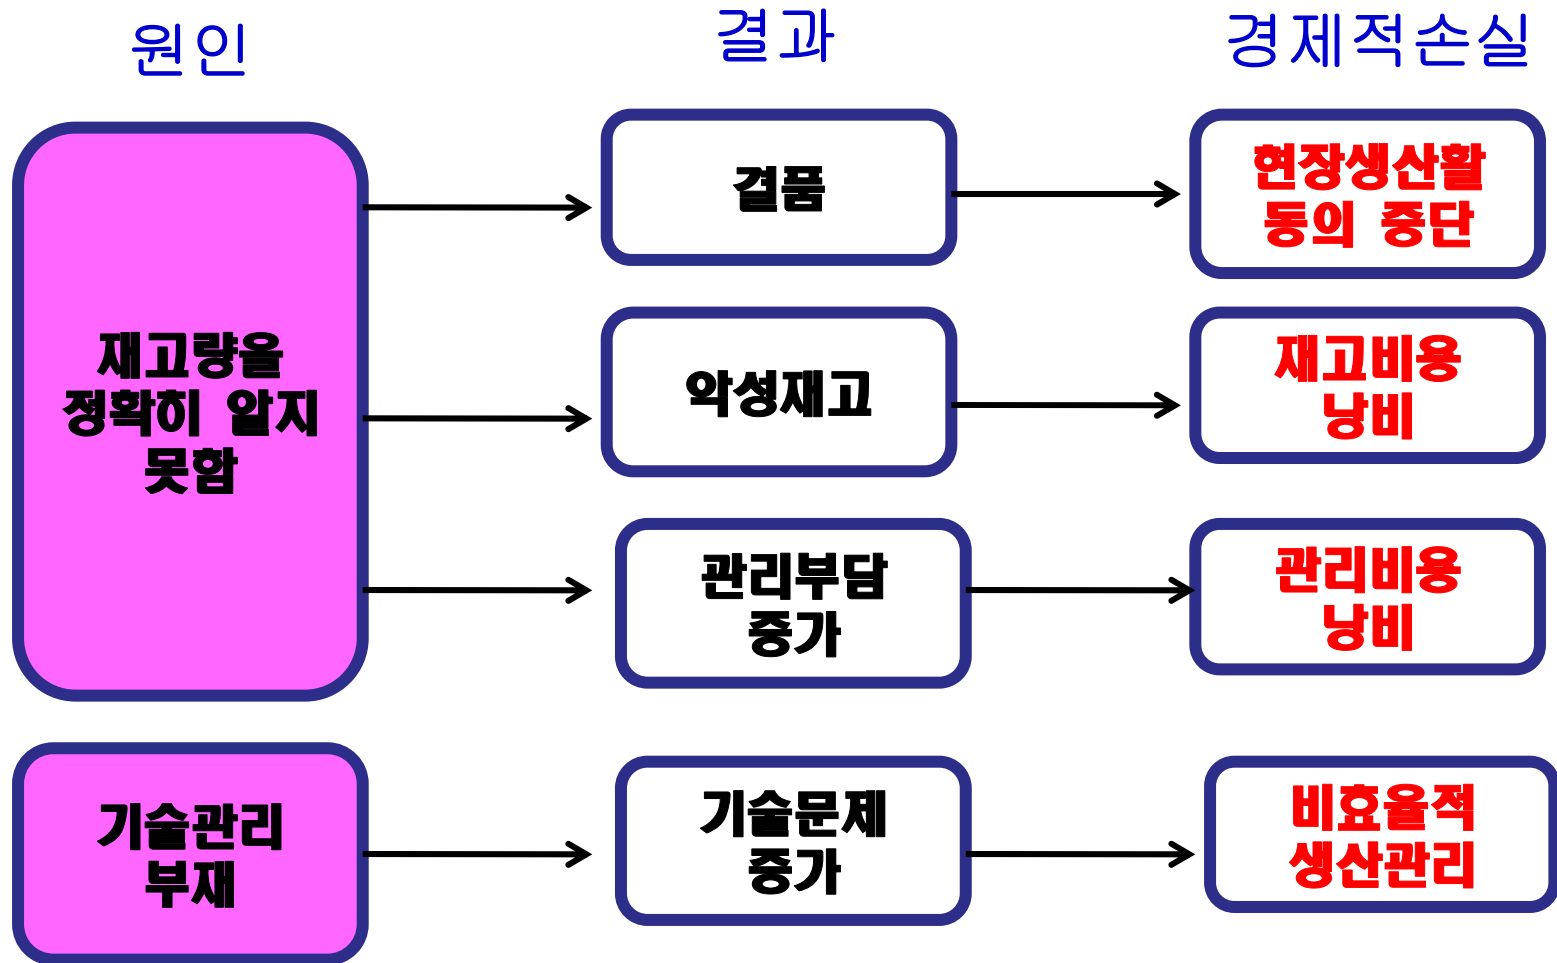 원인
결과
경제적손실
재고량을
정확히 알지
못함
결품
현장생산활
동의 중단
악성재고
재고비용
낭비
관리부담
증가
관리비용
낭비
기술관리
부재
기술문제
증가
비효율적
생산관리